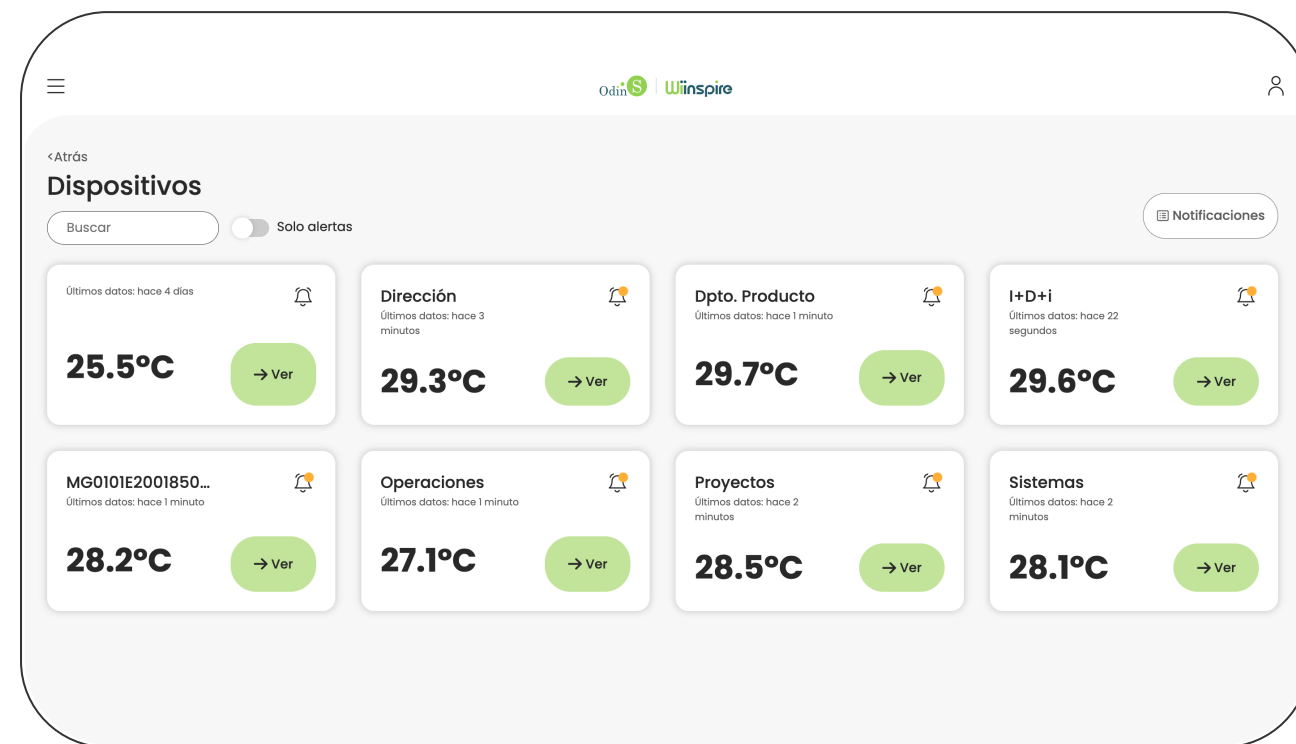 OdinS | Wiinspire
<Atrás
Dispositivos
Buscar
Solo alertas
Notificaciones
Últimos datos: hace 4 días
25.5ºC
Ver
Dirección
Últimos datos: hace 3
minutos
29.3ºC
Ver
Dpto. Producto
Últimos datos: hace 1 minuto
29.7ºC
Ver
I+D+i
Últimos datos: hace 22
segundos
29.6ºC
Ver
MG0101E2001850...
Últimos datos: hace 1 minuto
28.2ºC
Ver
Operaciones
Últimos datos: hace 1 minuto
27.1ºC
Ver
Proyectos
Últimos datos: hace 2
minutos
28.5ºC
Ver
Sistemas
Últimos datos: hace 2
minutos
28.1ºC
Ver